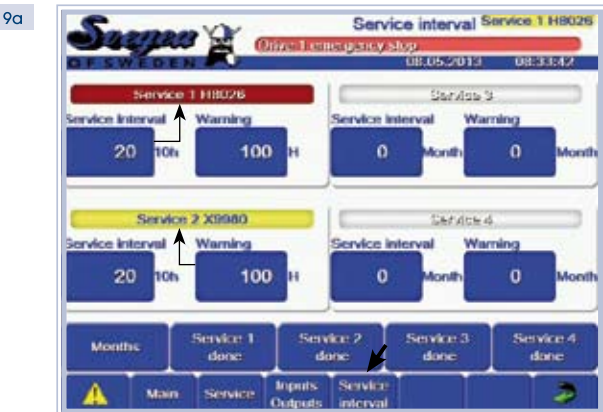 9a
Service interval Service 1 H8026
Svegea
OF SWEDEN
Drive 1 emergency stop
08.05.2013 08:33:42
Service 1 H8026
Service 3
Service Interval Warning
Service interval Warning
20 10h 100 H
0 Month 0 Month
Service 2 X9980
Service 4
Service interval Warning
Service interval Warning
20 10h 100 H
0 Month 0 Month
Months
Service 1 done
Service 2 done
Service 3 done
Service 4 done
Main
Service
Inputs Outputs
Service interval